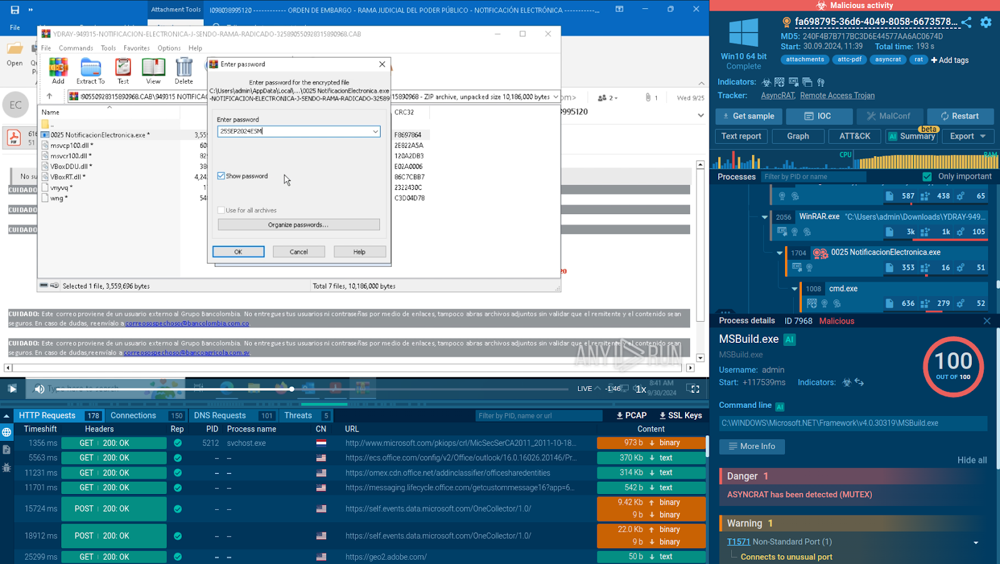 Attachment Tools
I098038995120 ----------- ORDEN DE EMBARGO - RAMA JUDICIAL DEL PODER PÚBLICO - NOTIFICACIÓN ELECTRÓNICA -----------...
File
YDRAY-949315-NOTIFICACION-ELECTRONICA-J-SENDO-RAMA-RADICADO-325890550928315890968.CAB
File Commands Tools Favorites Options Help
Open
Add Extract To Test View Delete
905509283158​90968.CAB\949315 NOTIFICA
15890968 - ZIP archive, unpacked size 10,186,000 bytes
om>
2
1
Wed 9/25
EC
8995120
Name
CRC32
..
0025 NotificacionElectronica.exe * 3,55 F8697864
msvcp100.dll * 60 2E822A5A
msvcr100.dll * 82 120A2DB3
VBoxDDU.dll * 38 E02A0006
VBoxRT.dll * 4,24 86C7CBB7
vnyvq * 1 2322430C
wng * 54 C3D04D78
PDF
616
51
No su
CUIDADO
CUIDADO
CUIDADO
Enter password
Enter password for the encrypted file
C:\Users\admin\AppData\Local\...\0025 NotificacionElectronica.exe
-NOTIFICACION-ELECTRONICA-J-SENDO-RAMA-RADICADO-32589
Enter password
25SEP2024ESM
Show password
Use for all archives
Organize passwords...
OK Cancel Help
20
Selected 1 file, 3,559,696 bytes
Total 7 files, 10,186,000 bytes
CUIDADO: Este correo proviene de un usuario externo al Grupo Bancolombia. No entregues tus usuarios ni contraseñas por medio de enlaces, tampoco abras archivos adjuntos sin validar que el remitente y el contenido sean
seguros. En caso de dudas, reenvíalo a correosospechoso@bancolombia.com.co.
CUIDADO: Este correo proviene de un usuario externo al Grupo Bancolombia. No entregues tus usuarios ni contraseñas por medio de enlaces, tampoco abras archivos adjuntos sin validar que el remitente y el contenido sean
seguros. En caso de dudas,reenvíalo a correosospechoso@bancoagricola.com.sv.
ANY RUN
Type here to search
LIVE
-1:46
1x
8:41 AM
9/30/2024
HTTP Requests 178 Connections 150 DNS Requests 101 Threats 5
Filter by PID, name or url
PCAP
SSL Keys
Timeshift Headers Rep PID Process name CN URL Content
1356 ms GET 200: OK 5212 svchost.exe http://www.microsoft.com/pkiops/crl/MicSecSerCA2011_2011-10-18... 973 b binary
5563 ms GET 200: OK – – https://ecs.office.com/config/v2/Office/outlook/16.0.16026.20146/Pr... 370 Kb text
11231 ms GET 200: OK – – https://omex.cdn.office.net/addinclassifier/officesharedentities 314 Kb text
11701 ms GET 200: OK – – https://messaging.lifecycle.office.com/getcustommessage16?app=6... 542 b text
15724 ms POST 200: OK – – https://self.events.data.microsoft.com/OneCollector/1.0/ 9.42 Kb binary
9 b binary
18912 ms POST 200: OK – – https://self.events.data.microsoft.com/OneCollector/1.0/ 22.0 Kb binary
9 b binary
25299 ms GET 200: OK – – https://geo2.adobe.com/ 50 b text
Malicious activity
fa698795-36d6-4049-8058-6673578...
MD5: 240F4B7B717BC3D6E44577AA6AC0674D
Start: 30.09.2024, 11:39 Total time: 193 s
Win10 64 bit
Complete
attachments attc-pdf asyncrat rat Add tags
Indicators:
Tracker: AsyncRAT, Remote Access Trojan
Get sample IOC MalConf Restart
beta
Text report Graph ATT&CK AI Summary Export
CPU
RAM
Processes
Filter by PID or name
Only important
587 438 65
2056 WinRAR.exe "C:\Users\admin\Downloads\YDRAY-949...
3k 1k 105
1704 0025 NotificacionElectronica.exe
353 16 51
1008 cmd.exe
636 279 52
Process details ID 7968 Malicious
MSBuild.exe AI
MSBuild.exe
Username: admin
Start: +117539ms Indicators:
100
OUT OF 100
Command line AI
C:\WINDOWS\Microsoft.NET\Framework\v4.0.30319\MSBuild.exe
More Info
Hide all
Danger 1
ASYNCRAT has been detected (MUTEX)
Warning 1
T1571 Non-Standard Port (1)
Connects to unusual port